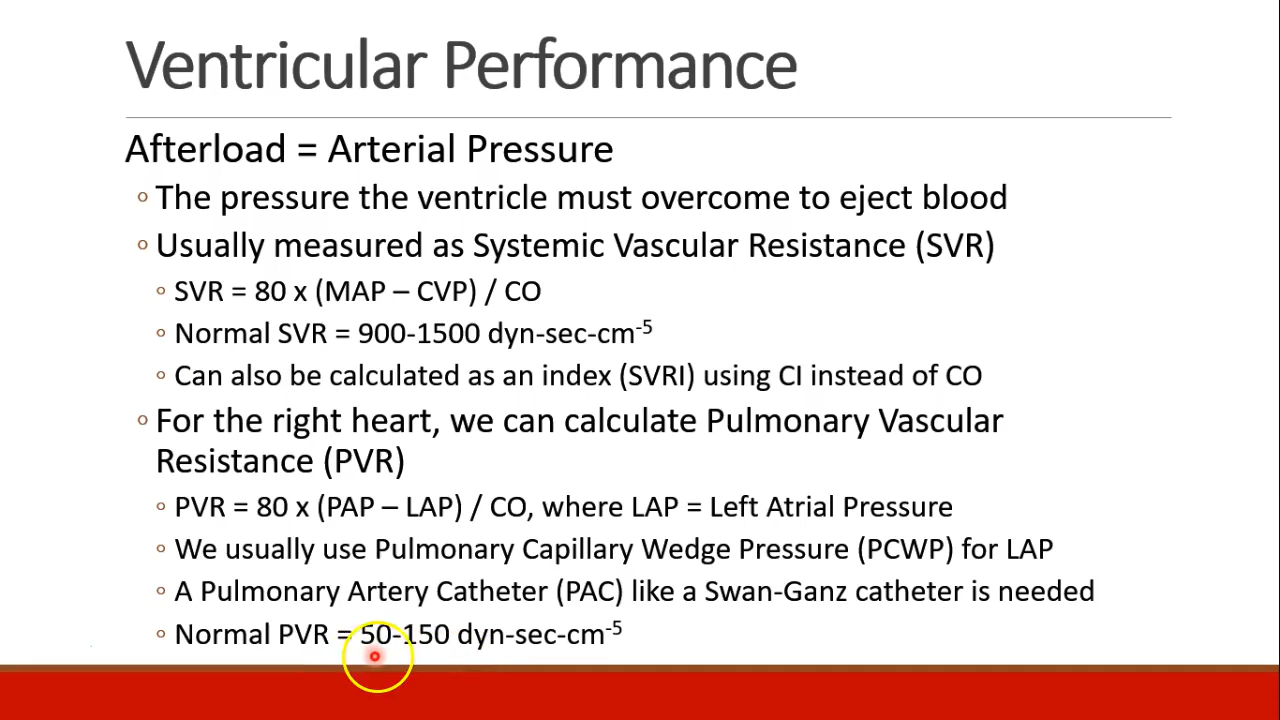 Ventricular Performance
Afterload = Arterial Pressure
◦ The pressure the ventricle must overcome to eject blood
◦ Usually measured as Systemic Vascular Resistance (SVR)
◦ SVR = 80 x (MAP – CVP) / CO
◦ Normal SVR = 900-1500 dyn-sec-cm⁻⁵
◦ Can also be calculated as an index (SVRI) using CI instead of CO
◦ For the right heart, we can calculate Pulmonary Vascular
Resistance (PVR)
◦ PVR = 80 x (PAP – LAP) / CO, where LAP = Left Atrial Pressure
◦ We usually use Pulmonary Capillary Wedge Pressure (PCWP) for LAP
◦ A Pulmonary Artery Catheter (PAC) like a Swan-Ganz catheter is needed
◦ Normal PVR = 50-150 dyn-sec-cm⁻⁵